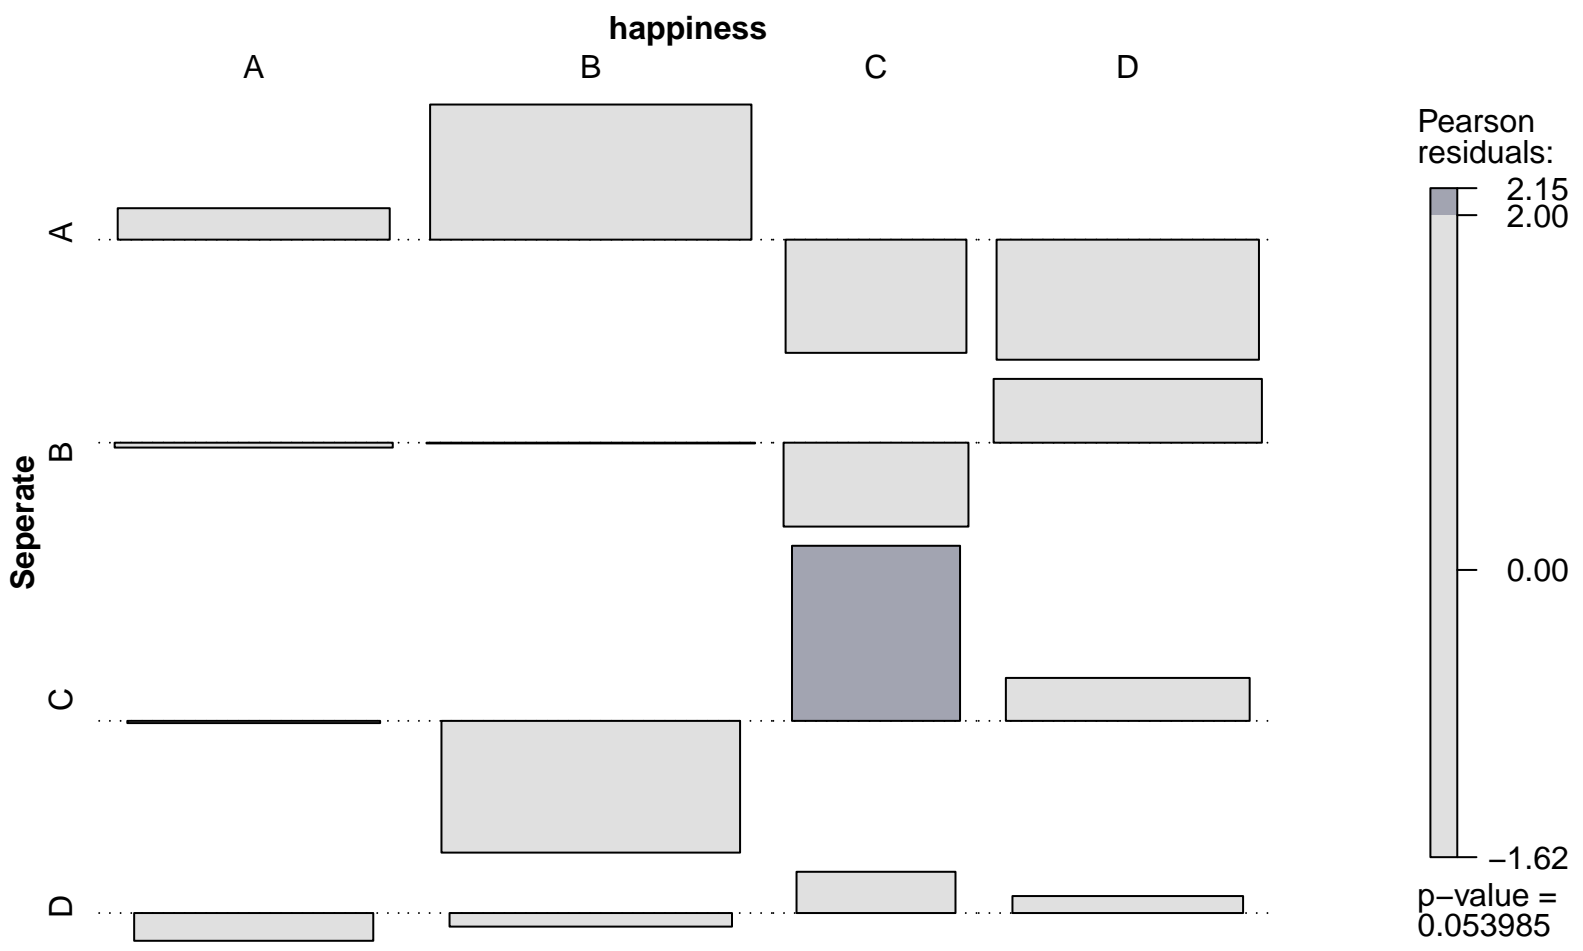 happiness
A B C D
A
B
C
D
Seperate
Pearson
residuals:
2.15
2.00
0.00
−1.62
p−value =
0.053985